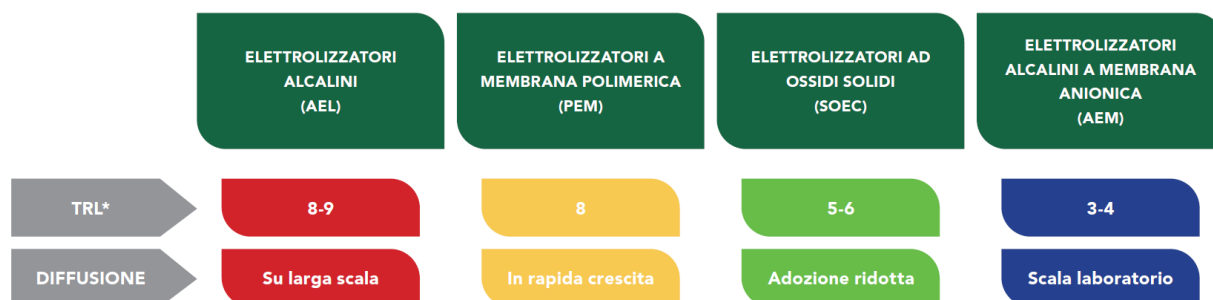 ELETTROLIZZATORI
ALCALINI
(AEL)
ELETTROLIZZATORI A
MEMBRANA POLIMERICA
(PEM)
ELETTROLIZZATORI AD
OSSIDI SOLIDI
(SOEC)
ELETTROLIZZATORI
ALCALINI A MEMBRANA
ANIONICA
(AEM)
TRL* 8-9 8 5-6 3-4
DIFFUSIONE Su larga scala In rapida crescita Adozione ridotta Scala laboratorio